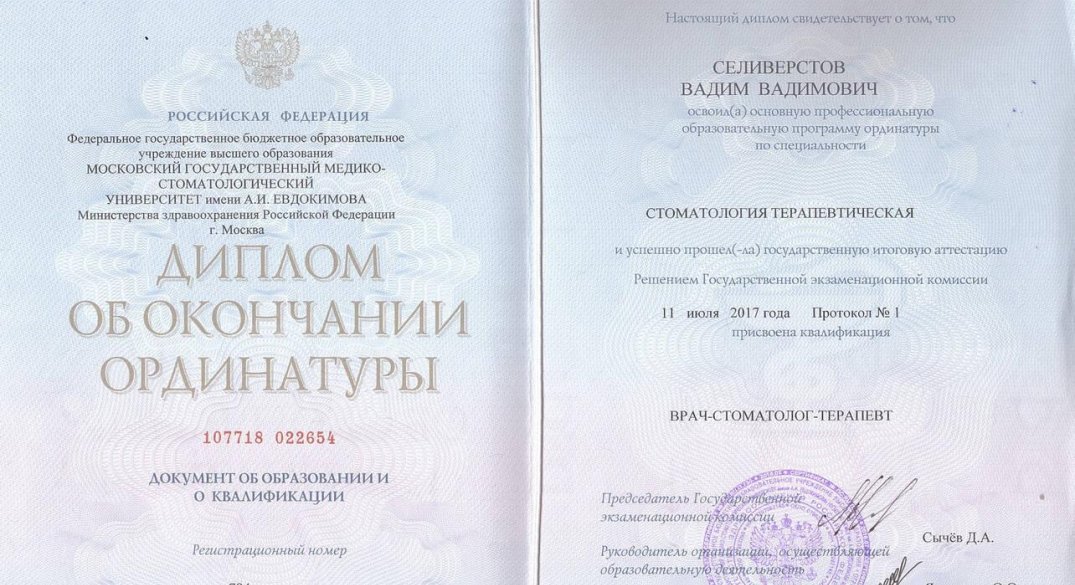 РОССИЙСКАЯ ФЕДЕРАЦИЯ
Федеральное государственное бюджетное образовательное
учреждение высшего образования
МОСКОВСКИЙ ГОСУДАРСТВЕННЫЙ МЕДИКО-
СТОМАТОЛОГИЧЕСКИЙ
УНИВЕРСИТЕТ имени А.И. ЕВДОКИМОВА
Министерства здравоохранения Российской Федерации
г. Москва
ДИПЛОМ
ОБ ОКОНЧАНИИ
ОРДИНАТУРЫ
107718 022654
ДОКУМЕНТ ОБ ОБРАЗОВАНИИ И
О КВАЛИФИКАЦИИ
Регистрационный номер
Настоящий диплом свидетельствует о том, что
СЕЛИВЕРСТОВ
ВАДИМ ВАДИМОВИЧ
освоил(а) основную профессиональную
образовательную программу ординатуры
по специальности
СТОМАТОЛОГИЯ ТЕРАПЕВТИЧЕСКАЯ
и успешно прошел(-ла) государственную итоговую аттестацию
Решением Государственной экзаменационной комиссии
11 июля 2017 года Протокол № 1
присвоена квалификация
ВРАЧ-СТОМАТОЛОГ-ТЕРАПЕВТ
Председатель Государственной
экзаменационной комиссии
Сычёв Д.А.
Руководитель организации, осуществляющей
образовательную деятельность